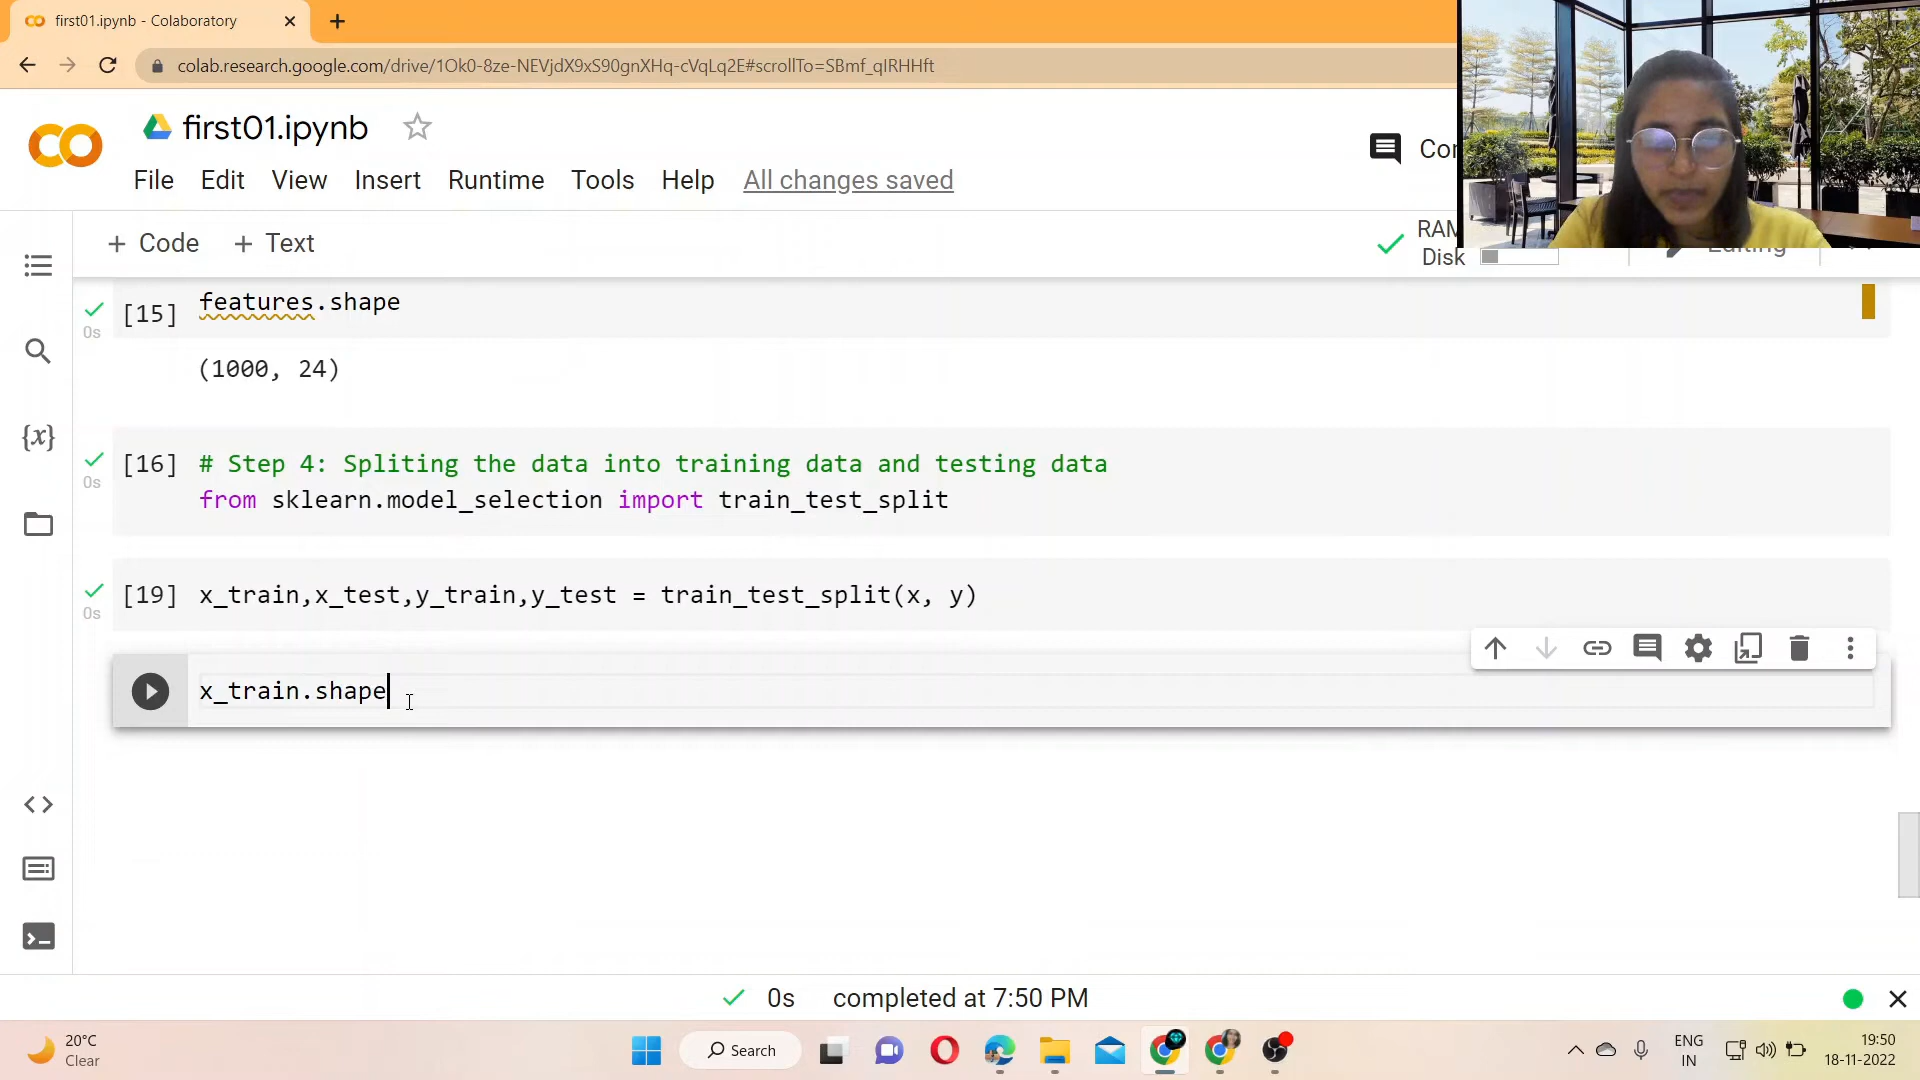 first01.ipynb - Colaboratory
colab.research.google.com/drive/1Ok0-8ze-NEVjdX9xS90gnXHq-cVqLq2E#scrollTo=SBmf_qIRHHft
first01.ipynb
File Edit View Insert Runtime Tools Help All changes saved
+ Code + Text
RAM
Disk
Editing
[15] features.shape
0s
(1000, 24)
[16] # Step 4: Spliting the data into training data and testing data
0s
from sklearn.model_selection import train_test_split
[19] x_train,x_test,y_train,y_test = train_test_split(x, y)
0s
x_train.shape
{x}
0s completed at 7:50 PM
20°C
Clear
Search
ENG
IN
19:50
18-11-2022